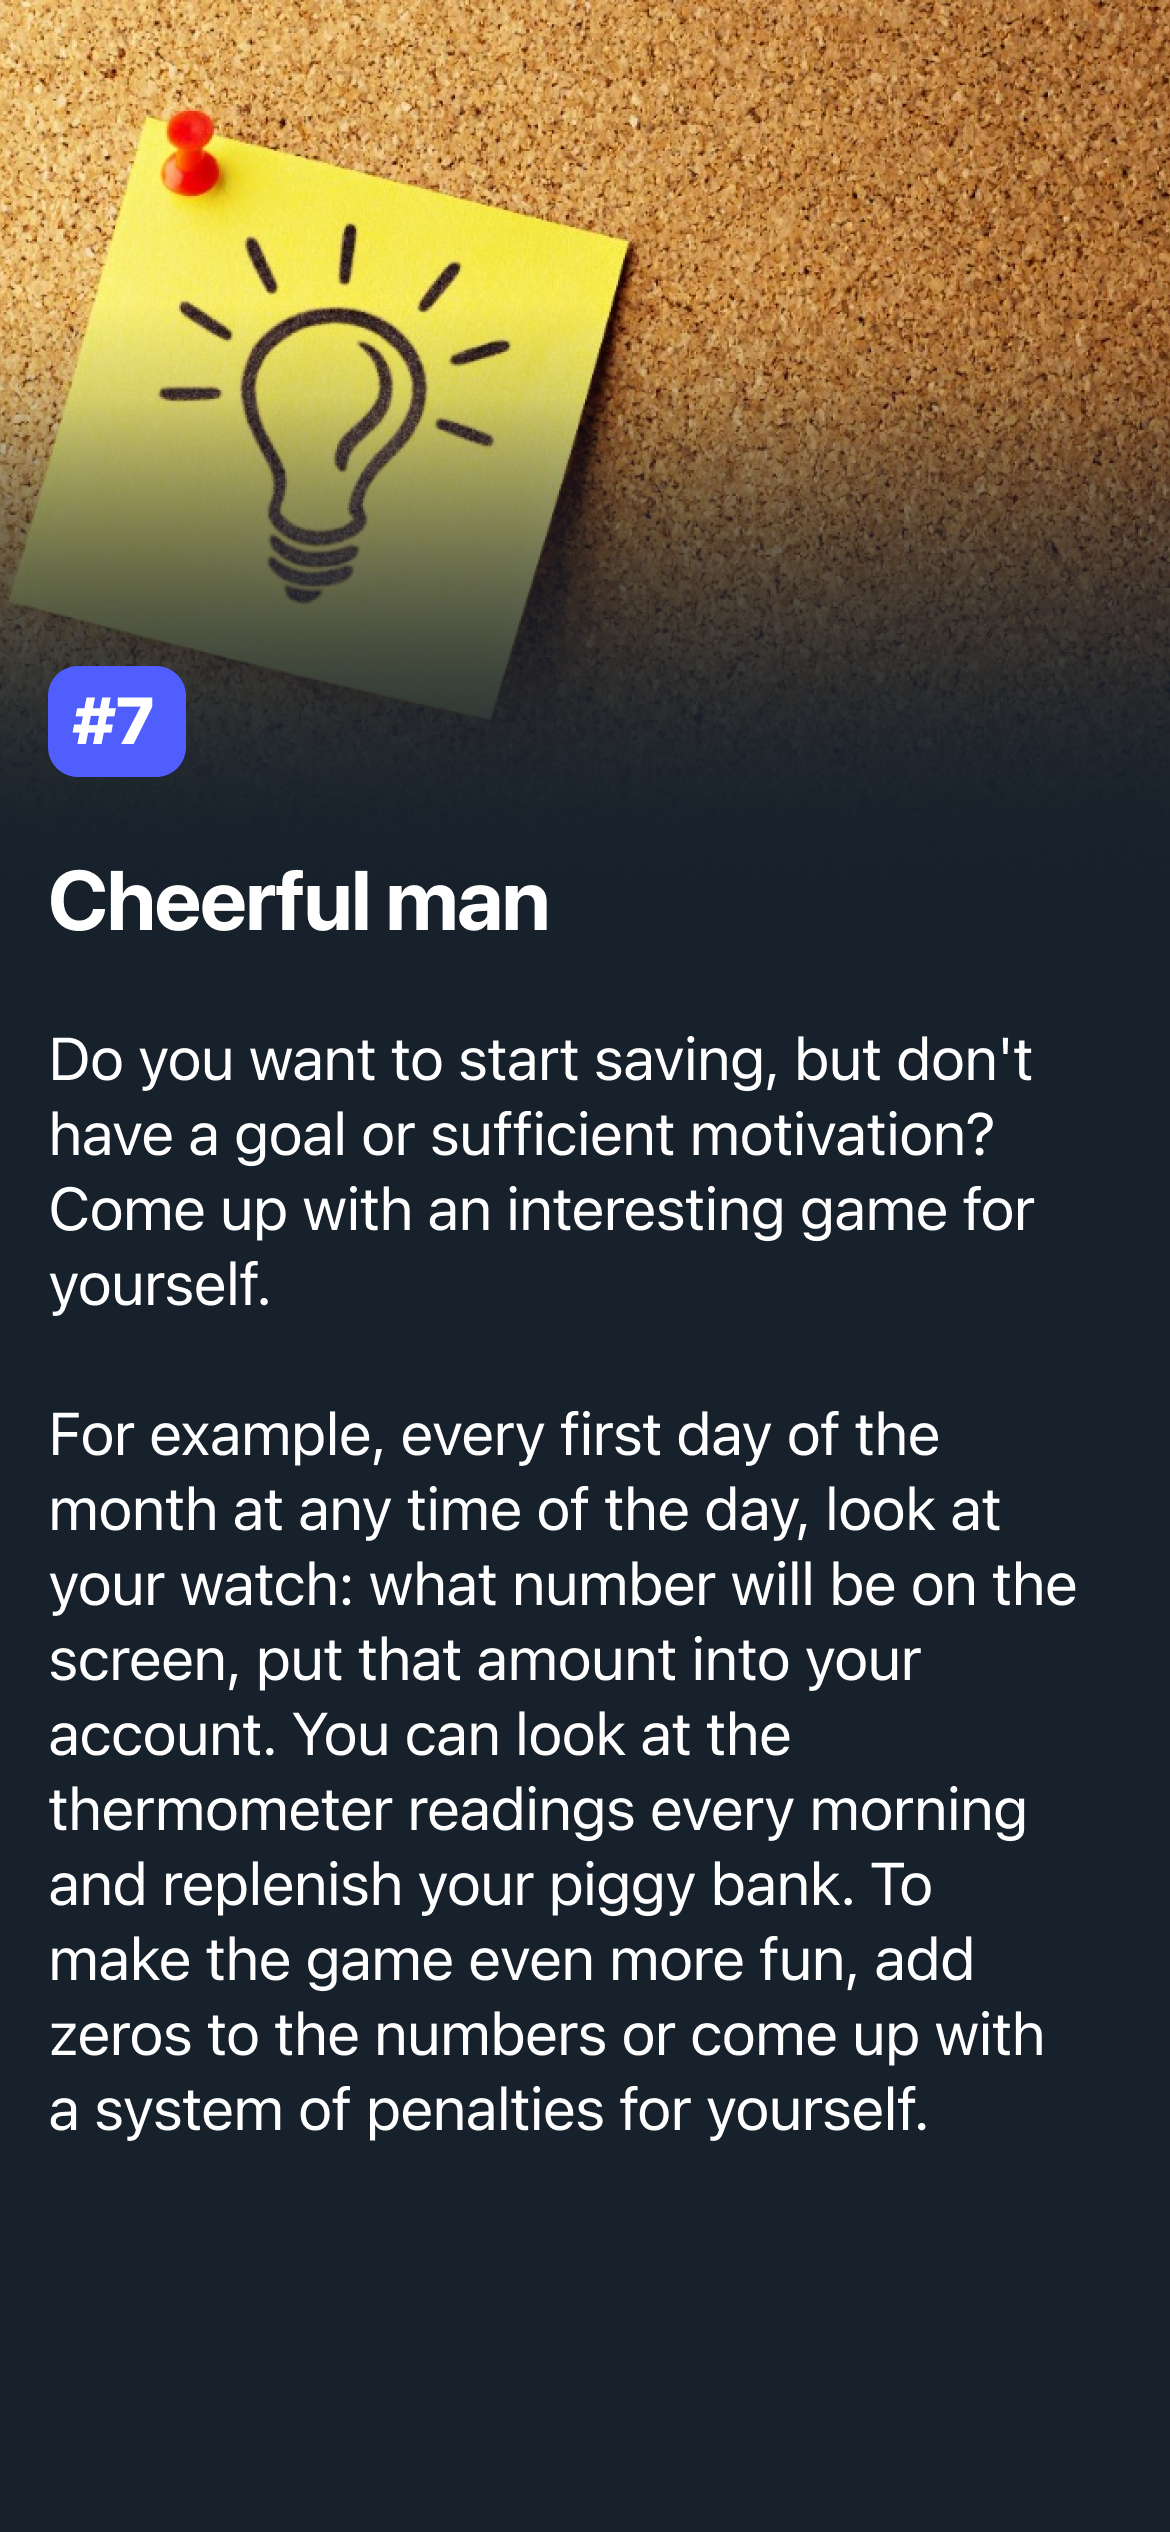 #7
Cheerful man
Do you want to start saving, but don't
have a goal or sufficient motivation?
Come up with an interesting game for
yourself.
For example, every first day of the
month at any time of the day, look at
your watch: what number will be on the
screen, put that amount into your
account. You can look at the
thermometer readings every morning
and replenish your piggy bank. To
make the game even more fun, add
zeros to the numbers or come up with
a system of penalties for yourself.